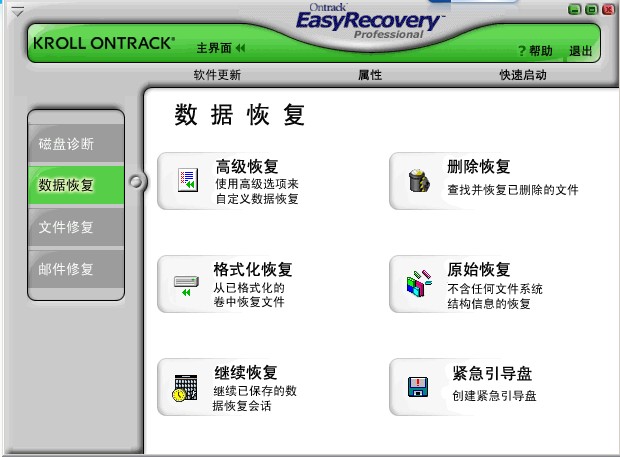 Ontrack
EasyRecovery™
Professional
KROLL ONTRACK®
主界面
?帮助
退出
软件更新
属性
快速启动
磁盘诊断
数据恢复
文件修复
邮件修复
数据恢复
高级恢复
使用高级选项来
自定义数据恢复
删除恢复
查找并恢复已删除的文件
格式化恢复
从已格式化的
卷中恢复文件
原始恢复
不含任何文件系统
结构信息的恢复
继续恢复
继续已保存的数
据恢复会话
紧急引导盘
创建紧急引导盘